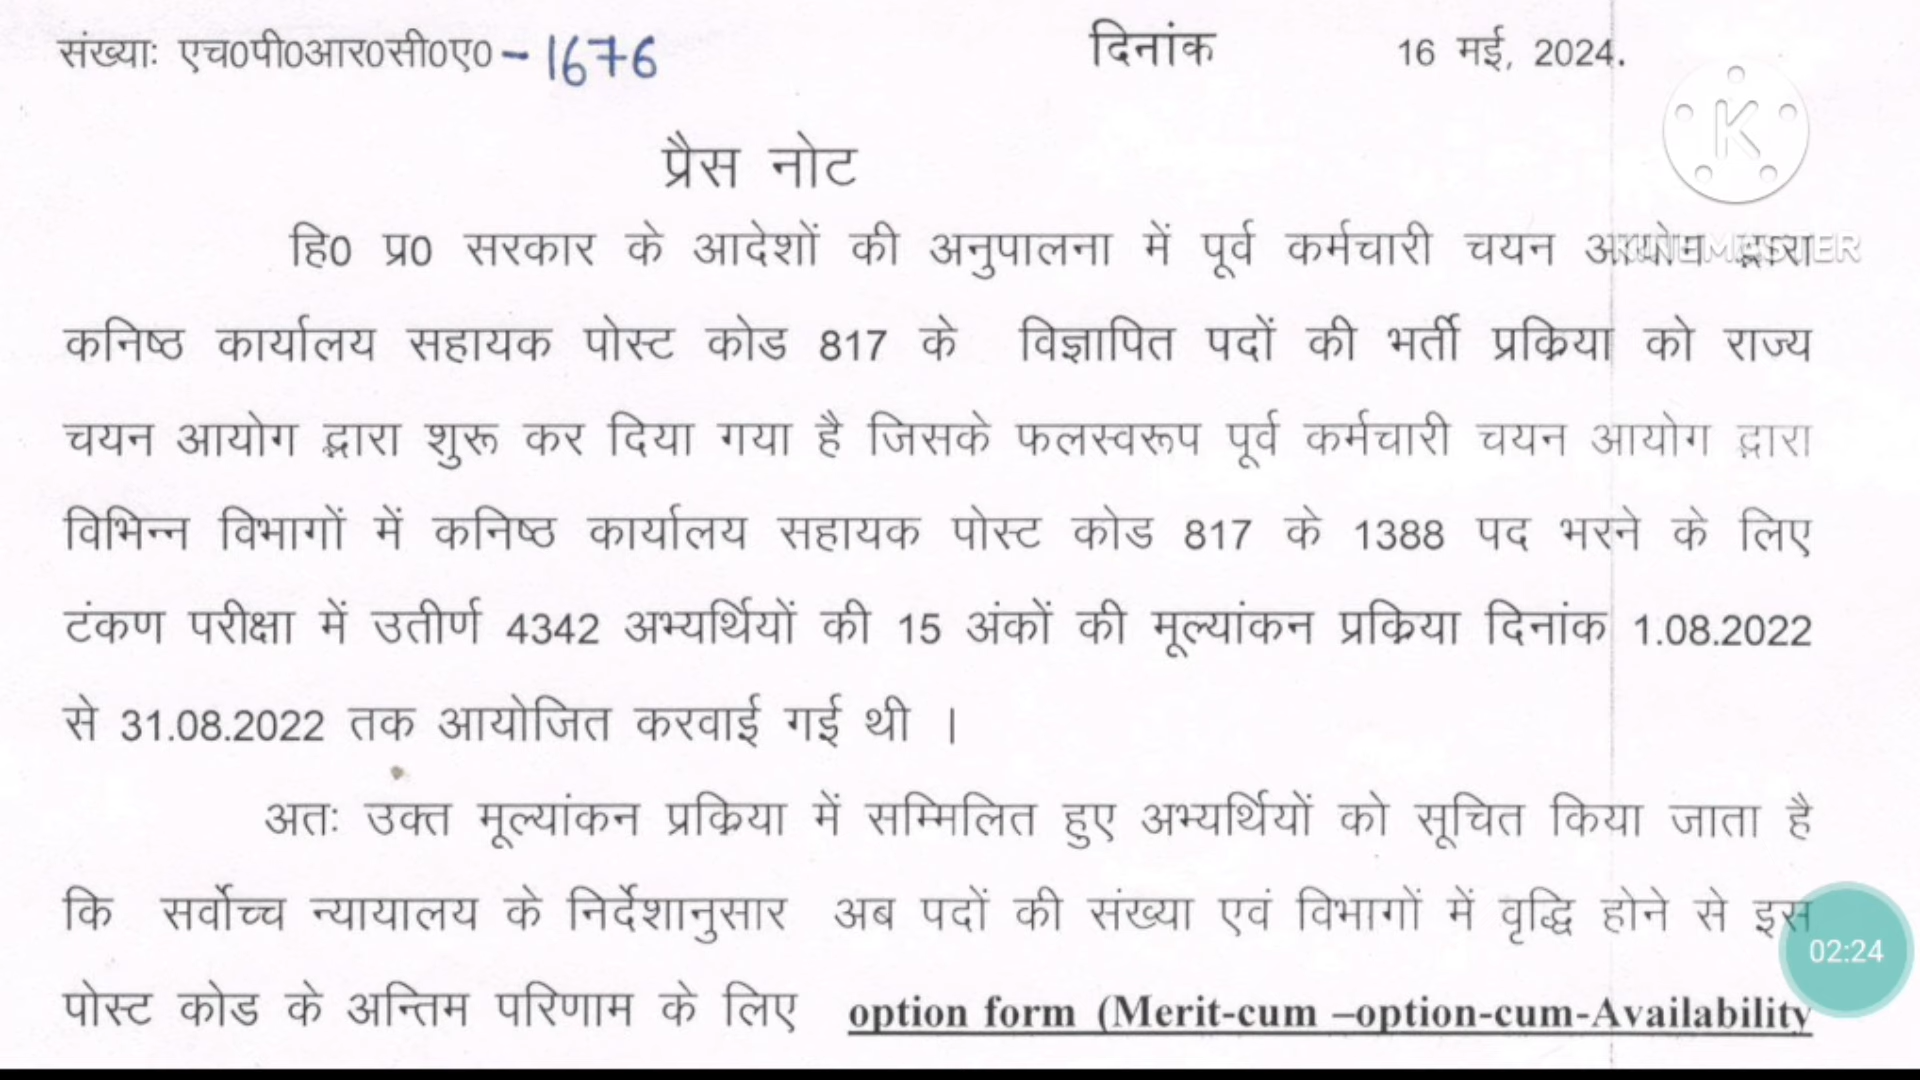 संख्याः एच0पी0आर0सी0ए0 – 1676 दिनांक 16 मई, 2024.
प्रैस नोट
हि0 प्र0 सरकार के आदेशों की अनुपालना में पूर्व कर्मचारी चयन आयोग द्वारा
कनिष्ठ कार्यालय सहायक पोस्ट कोड 817 के विज्ञापित पदों की भर्ती प्रक्रिया को राज्य
चयन आयोग द्वारा शुरू कर दिया गया है जिसके फलस्वरूप पूर्व कर्मचारी चयन आयोग द्वारा
विभिन्न विभागों में कनिष्ठ कार्यालय सहायक पोस्ट कोड 817 के 1388 पद भरने के लिए
टंकण परीक्षा में उतीर्ण 4342 अभ्यर्थियों की 15 अंकों की मूल्यांकन प्रक्रिया दिनांक 1.08.2022
से 31.08.2022 तक आयोजित करवाई गई थी ।
अतः उक्त मूल्यांकन प्रक्रिया में सम्मिलित हुए अभ्यर्थियों को सूचित किया जाता है
कि सर्वोच्च न्यायालय के निर्देशानुसार अब पदों की संख्या एवं विभागों में वृद्धि होने से इस
पोस्ट कोड के अन्तिम परिणाम के लिए option form (Merit-cum –option-cum-Availability
K
KINEMASTER
02:24